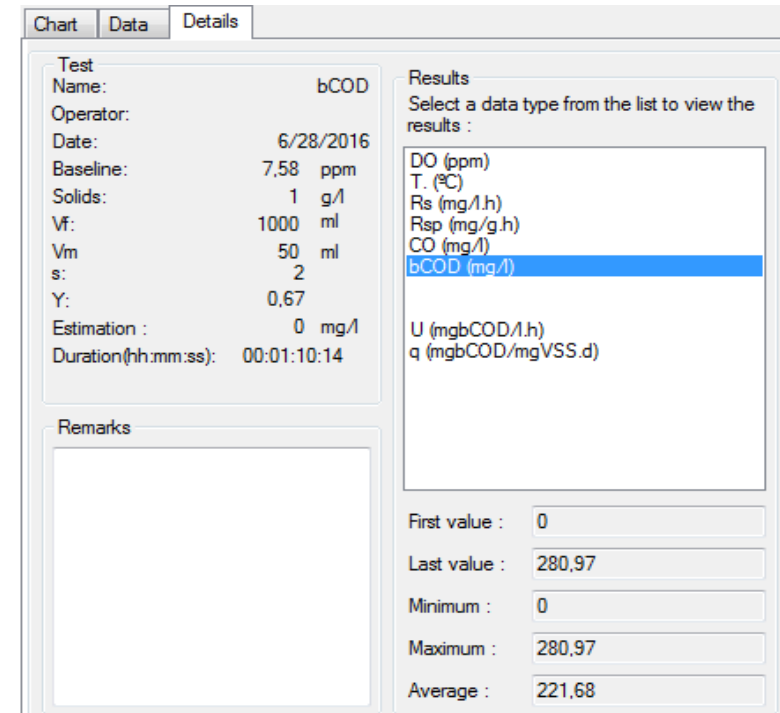 Chart Data Details
Test
Name: bCOD
Operator:
Date: 6/28/2016
Baseline: 7,58 ppm
Solids: 1 g/l
Vf: 1000 ml
Vm 50 ml
s: 2
Y: 0,67
Estimation : 0 mg/l
Duration(hh:mm:ss): 00:01:10:14
Remarks
Results
Select a data type from the list to view the
results :
DO (ppm)
T. (ºC)
Rs (mg/l.h)
Rsp (mg/g.h)
CO (mg/l)
bCOD (mg/l)
U (mgbCOD/l.h)
q (mgbCOD/mgVSS.d)
First value : 0
Last value : 280,97
Minimum : 0
Maximum : 280,97
Average : 221,68